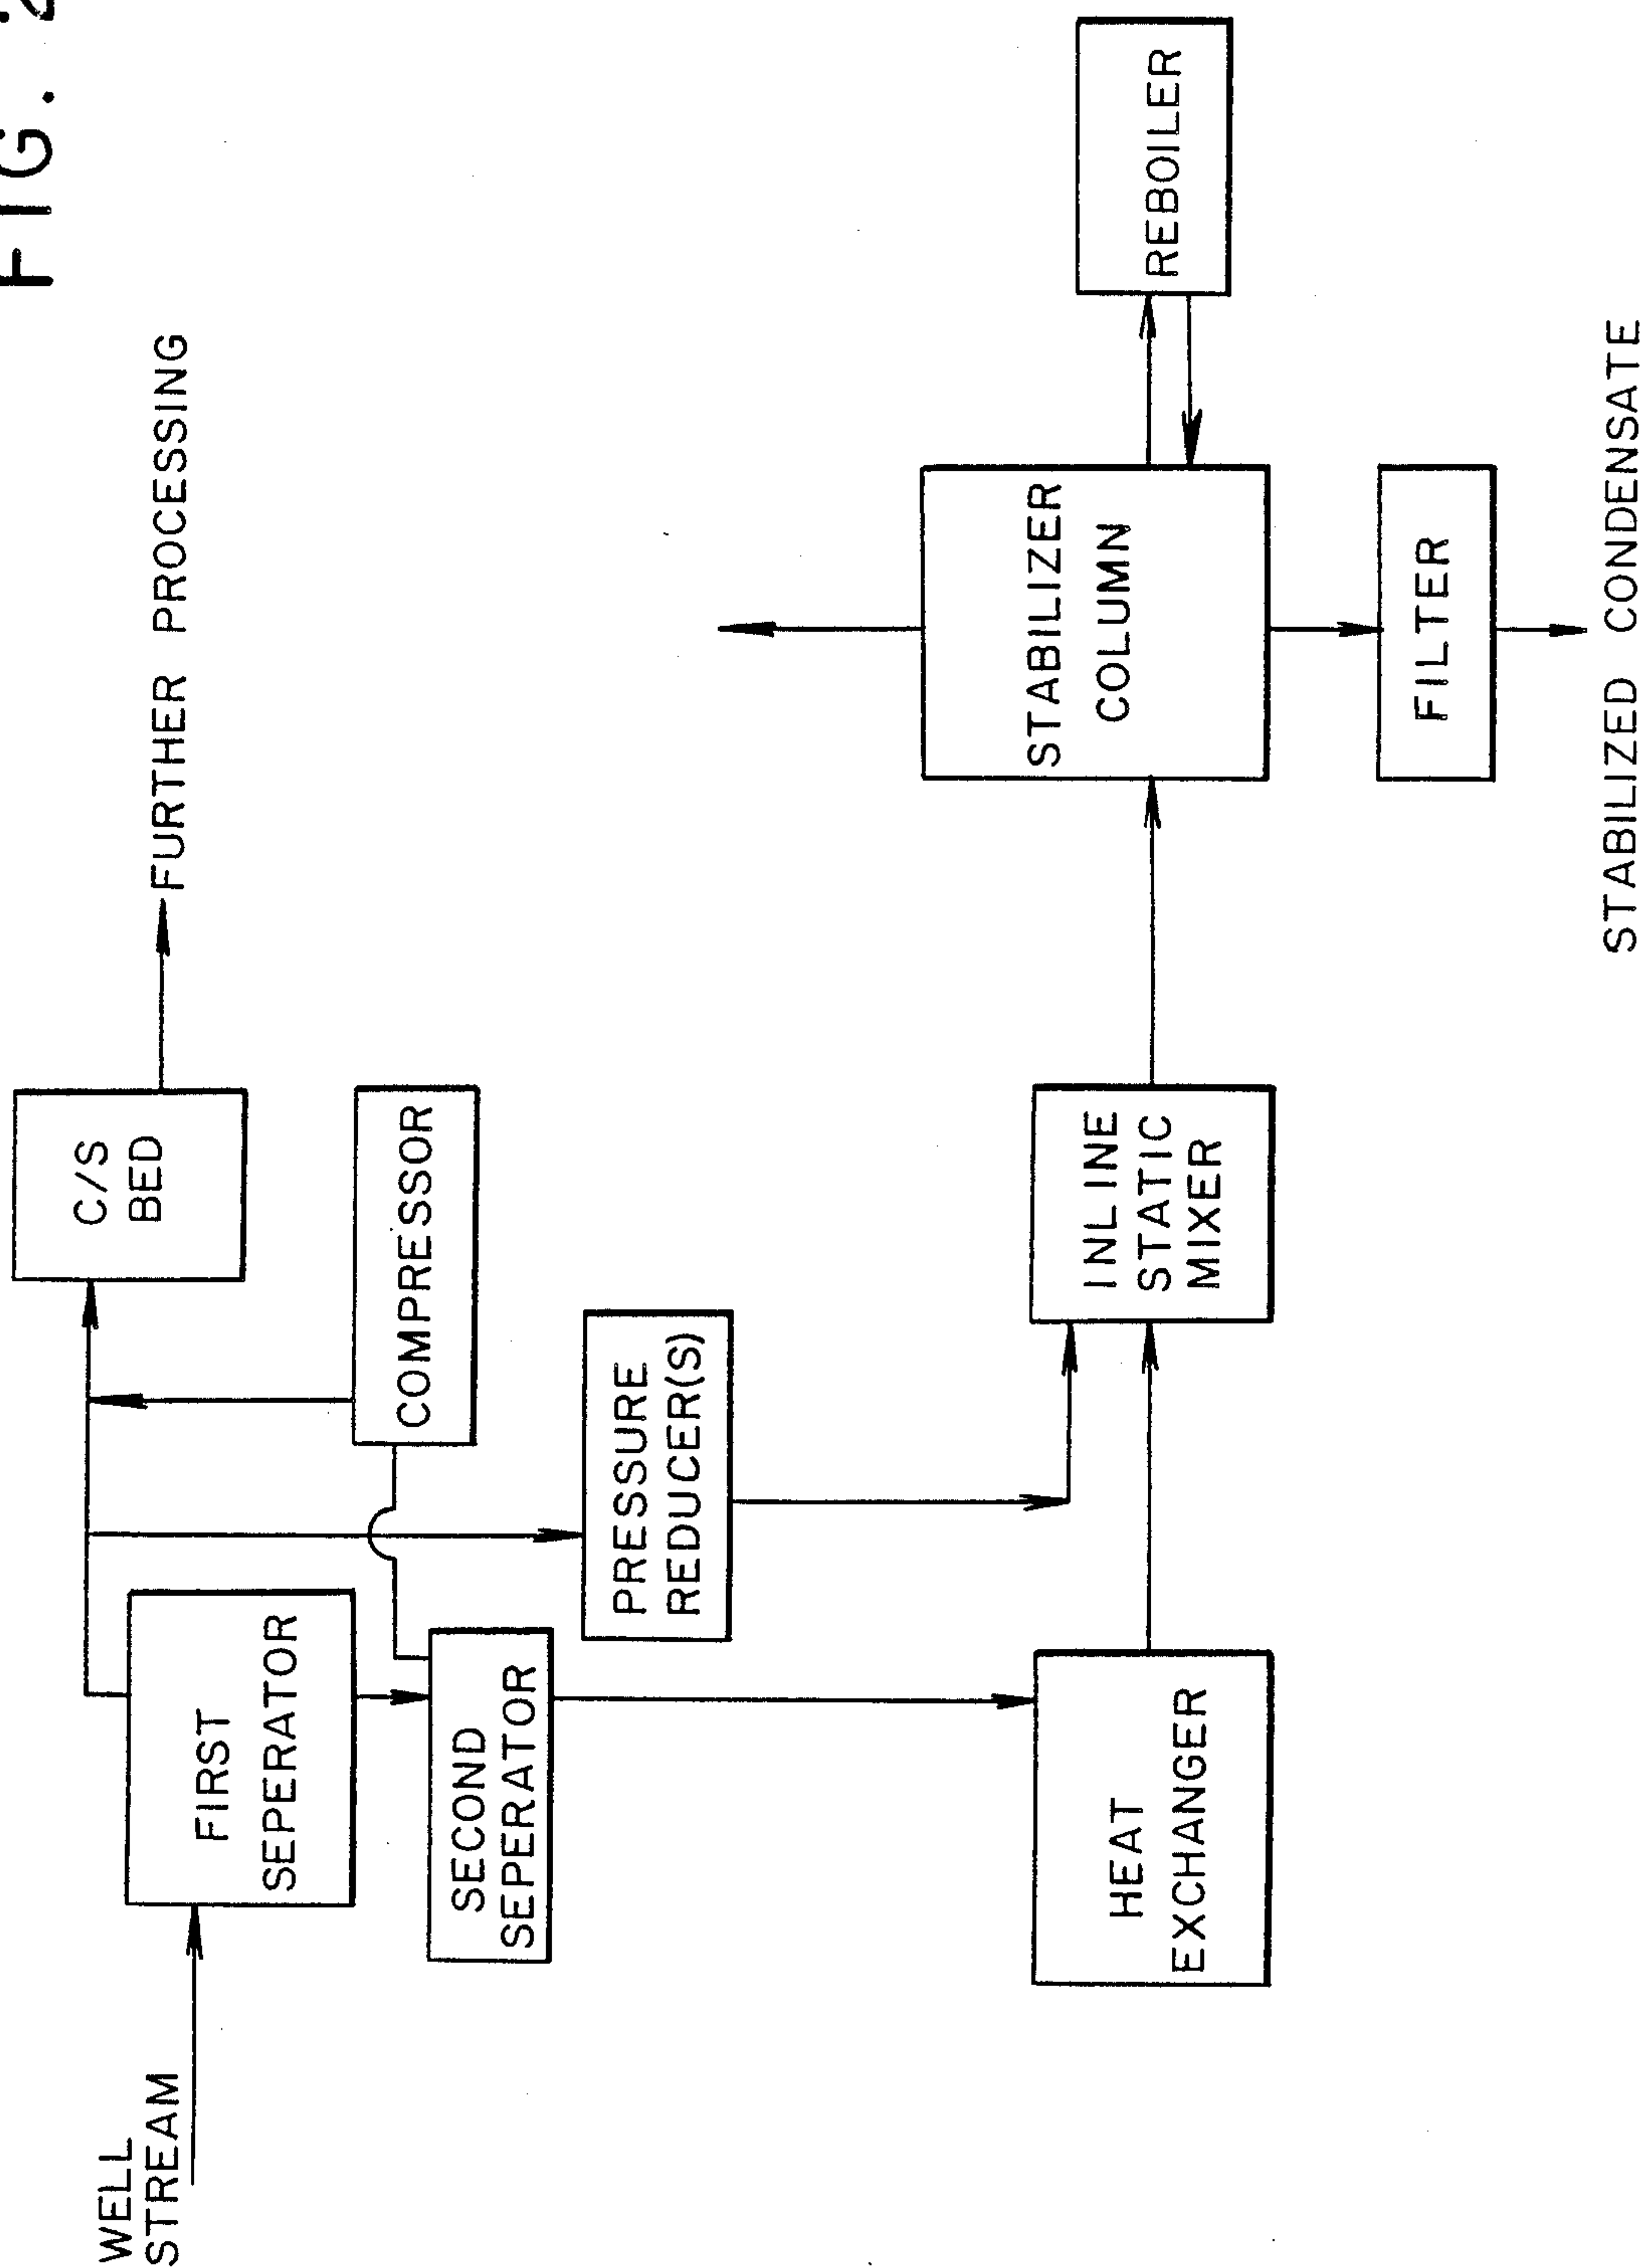 FIG. 2
WELL
STREAM
FIRST
SEPERATOR
SECOND
SEPERATOR
C/S
BED
FURTHER PROCESSING
COMPRESSOR
PRESSURE
REDUCER(S)
HEAT
EXCHANGER
INLINE
STATIC
MIXER
STABILIZER
COLUMN
REBOILER
FILTER
STABILIZED CONDENSATE